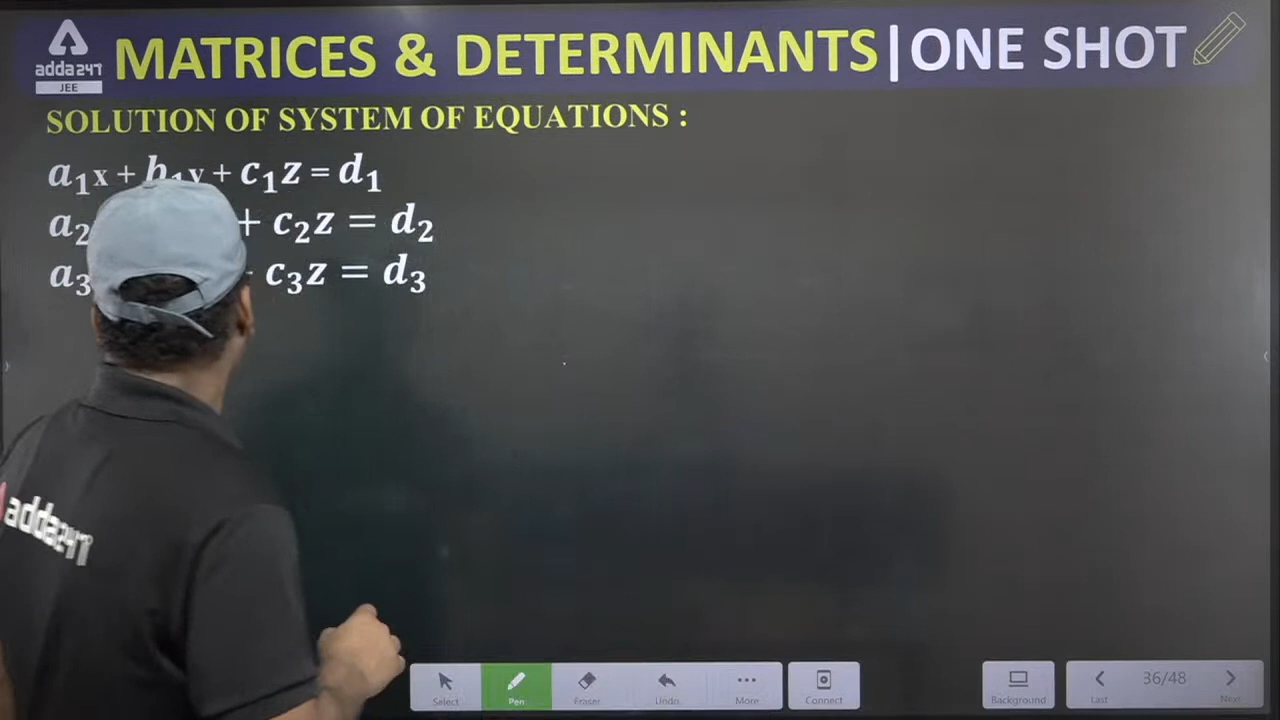 adda247
JEE
MATRICES & DETERMINANTS|ONE SHOT
SOLUTION OF SYSTEM OF EQUATIONS :
a₁x + b₁y + c₁z = d₁
a₂ + c₂z = d₂
a₃ c₃z = d₃
adda247
Select
Pen
Eraser
Undo
More
Connect
Background
Last
36/48
Next